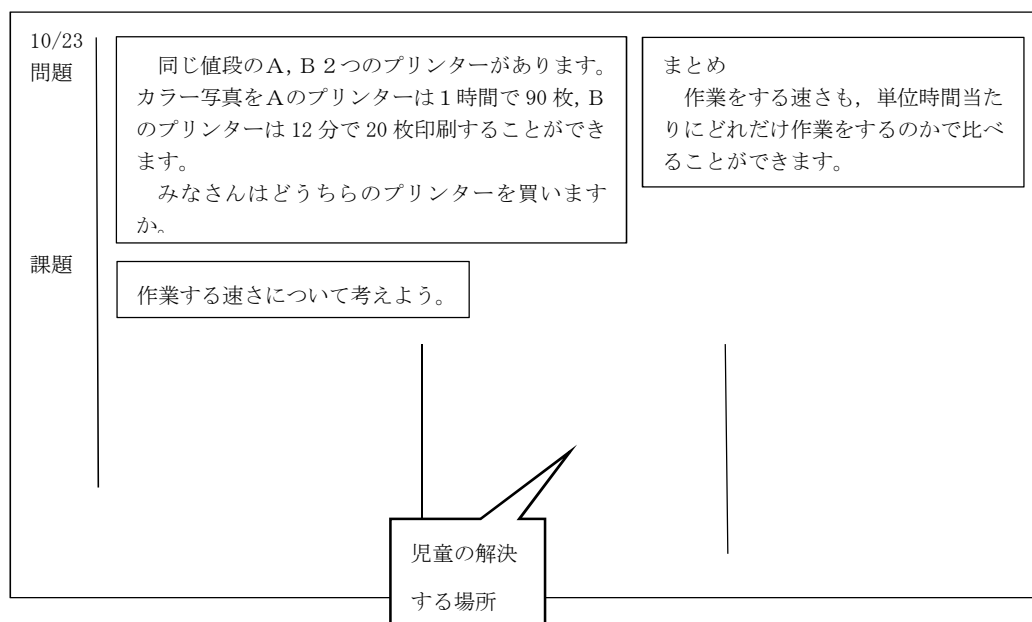 10/23
問題
同じ値段のA,B2つのプリンターがあります。
カラー写真をAのプリンターは1時間で90枚,B
のプリンターは12分で20枚印刷することができ
ます。
みなさんはどうちらのプリンターを買います
か。
まとめ
作業をする速さも，単位時間当た
りにどれだけ作業をするのかで比べ
ることができます。
課題
作業する速さについて考えよう。
児童の解決
する場所